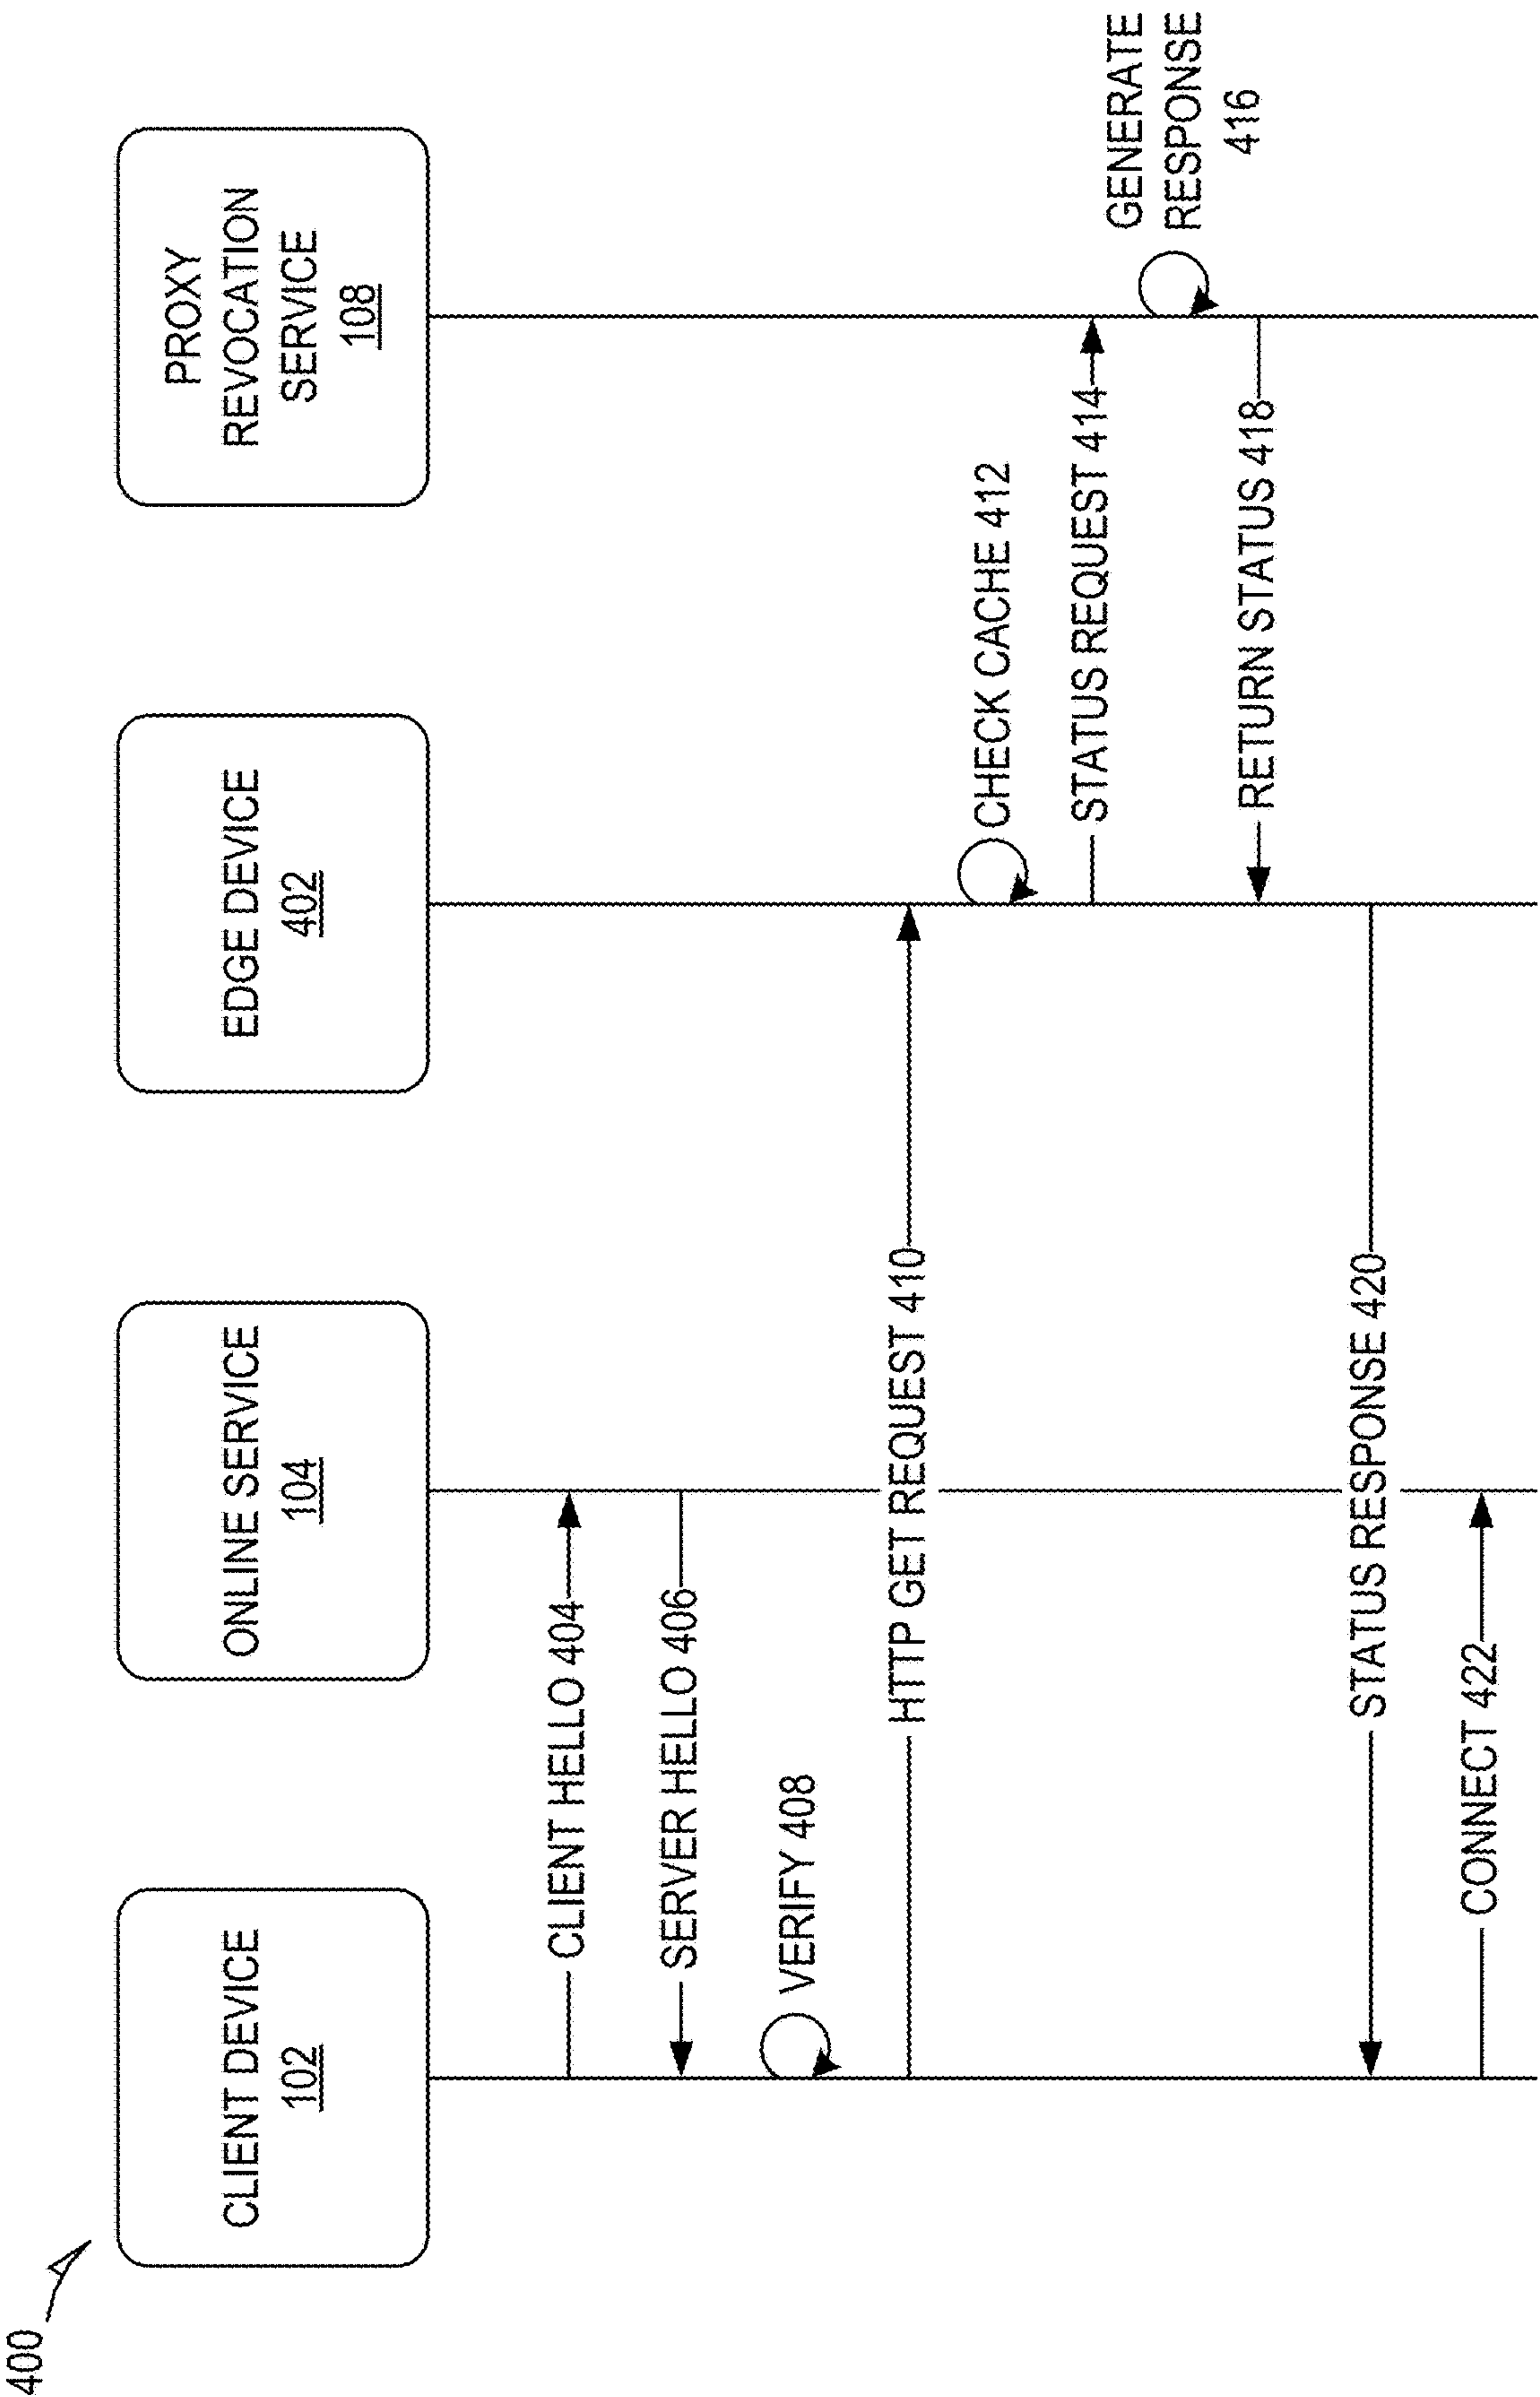 400
CLIENT DEVICE
102
ONLINE SERVICE
104
EDGE DEVICE
402
PROXY
REVOCATION
SERVICE
108
CLIENT HELLO 404
SERVER HELLO 406
VERIFY 408
HTTP GET REQUEST 410
CHECK CACHE 412
STATUS REQUEST 414
GENERATE
RESPONSE
416
RETURN STATUS 418
STATUS RESPONSE 420
CONNECT 422